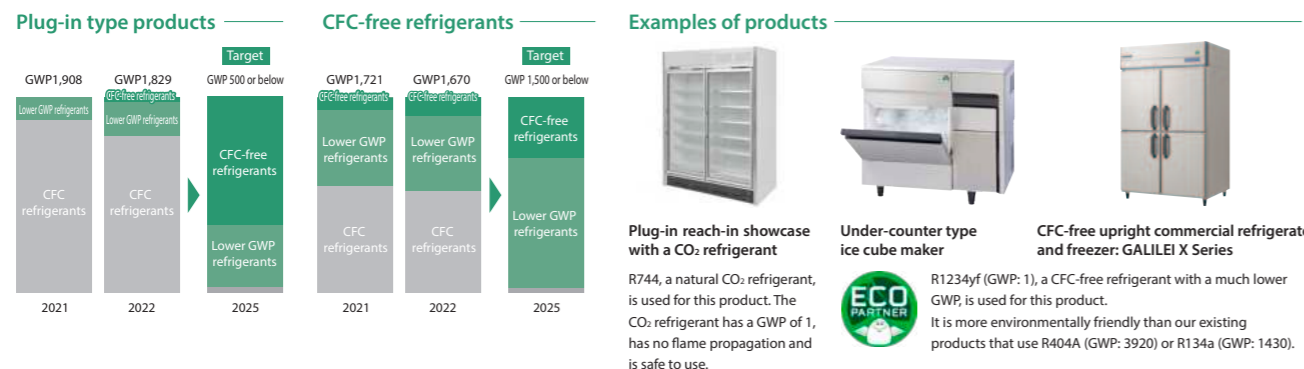 Plug-in type products
Target
GWP1,908
GWP1,829
GWP 500 or below
Lower GWP refrigerants
CFC
refrigerants
CFC-free refrigerants
Lower GWP refrigerants
CFC
refrigerants
CFC-free
refrigerants
Lower GWP
refrigerants
2021
2022
2025
CFC-free refrigerants
Target
GWP1,721
GWP1,670
GWP 1,500 or below
CFC-free refrigerants
Lower GWP
refrigerants
CFC
refrigerants
CFC-free refrigerants
Lower GWP
refrigerants
CFC
refrigerants
CFC-free
refrigerants
Lower GWP
refrigerants
2021
2022
2025
Examples of products
Plug-in reach-in showcase
with a CO₂ refrigerant
R744, a natural CO₂ refrigerant,
is used for this product. The
CO₂ refrigerant has a GWP of 1,
has no flame propagation and
is safe to use.
Under-counter type
ice cube maker
CFC-free upright commercial refrigerat
and freezer: GALILEI X Series
ECO
PARTNER
R1234yf (GWP: 1), a CFC-free refrigerant with a much lower
GWP, is used for this product.
It is more environmentally friendly than our existing
products that use R404A (GWP: 3920) or R134a (GWP: 1430).